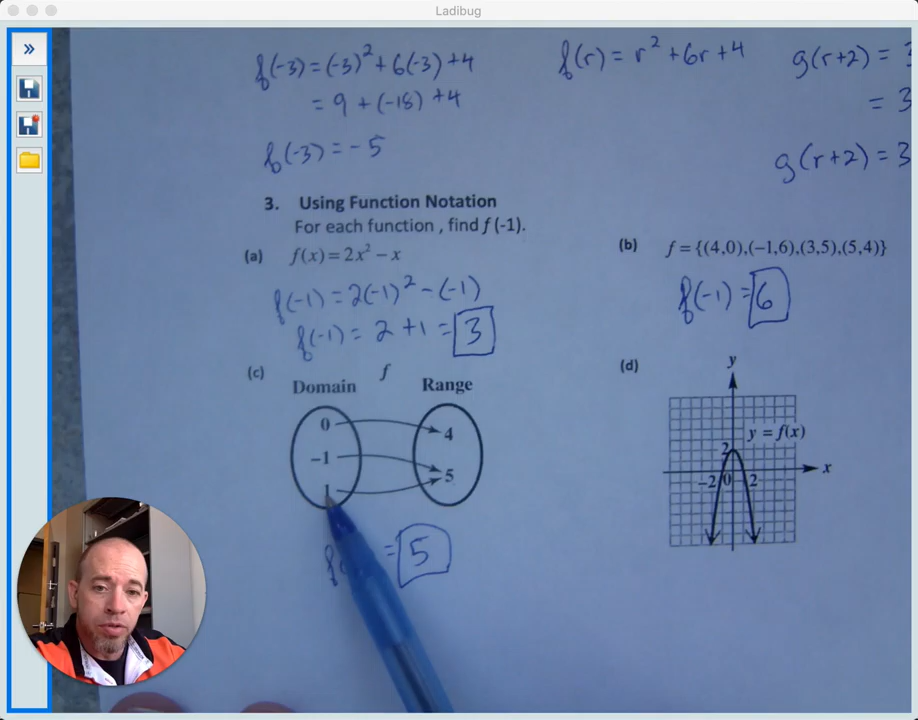 Ladibug
»
f(-3) = (-3)² + 6(-3) + 4
= 9 + (-18) + 4
f(-3) = -5
f(r) = r² + 6r + 4
g(r+2) = 3
= 3
g(r+2) = 3
3. Using Function Notation
For each function , find f (-1).
(a) f(x) = 2x² − x
f(-1) = 2(-1)² - (-1)
f(-1) = 2 + 1 = 3
(b) f = {(4,0),(−1,6),(3,5),(5,4)}
f(-1) = 6
(c) f
Domain Range
0 4
−1 5
1
f = 5
(d) y
y = f(x)
2
−2 0 2 x